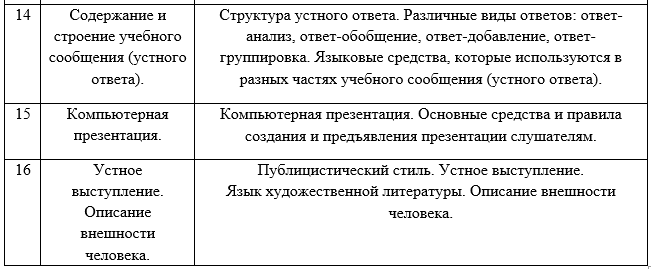 14
Содержание и
строение учебного
сообщения (устного
ответа).
Структура устного ответа. Различные виды ответов: ответ-
анализ, ответ-обобщение, ответ-добавление, ответ-
группировка. Языковые средства, которые используются в
разных частях учебного сообщения (устного ответа).
15
Компьютерная
презентация.
Компьютерная презентация. Основные средства и правила
создания и предъявления презентации слушателям.
16
Устное
выступление.
Описание
внешности
человека.
Публицистический стиль. Устное выступление.
Язык художественной литературы. Описание внешности
человека.